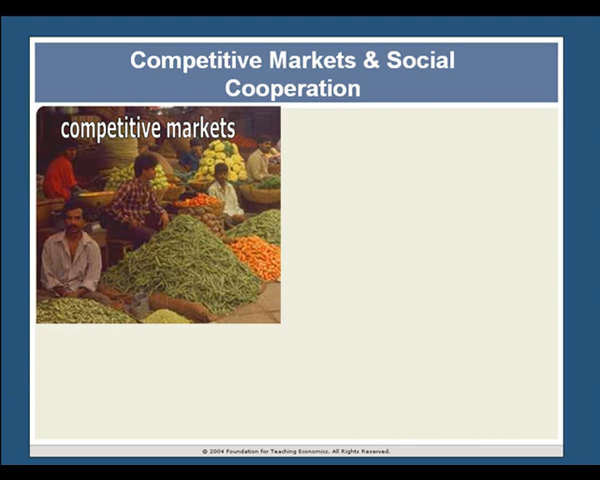 Competitive Markets & Social
Cooperation
competitive markets
© 2004 Foundation for Teaching Economics. All Rights Reserved.